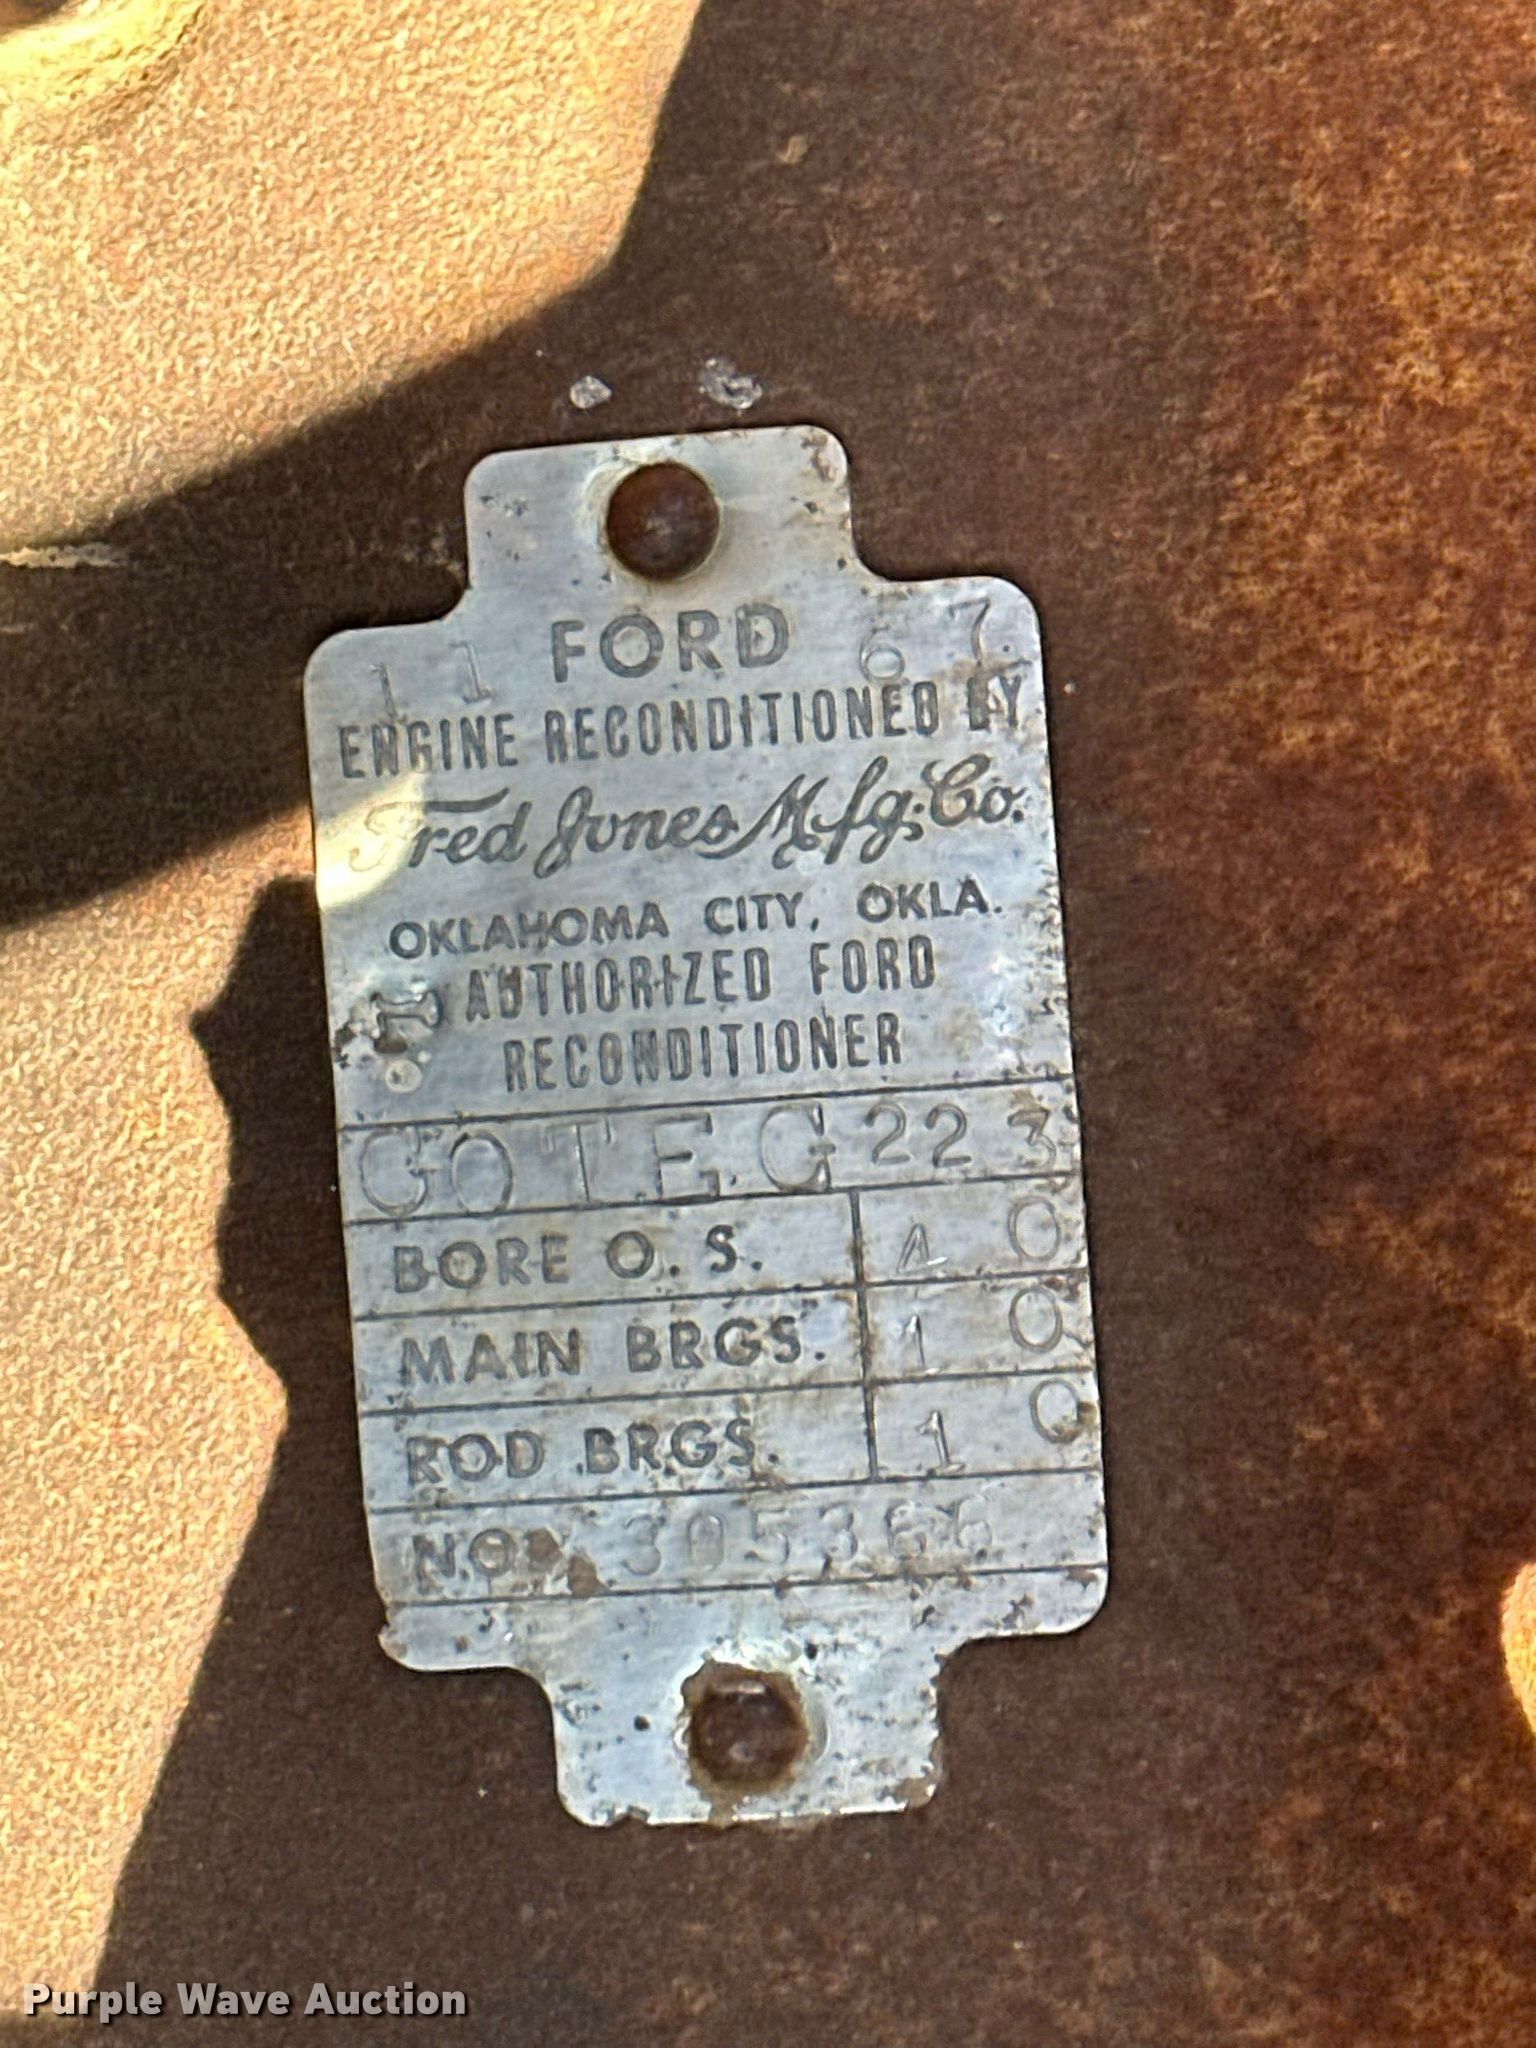 11 FORD 67
ENGINE RECONDITIONED BY
Fred Jones Mfg. Co.
OKLAHOMA CITY, OKLA.
AUTHORIZED FORD
RECONDITIONER
COTE.G 223
BORE O. S. 40
MAIN BRGS. 10
ROD BRGS. 10
NO. 305366
Purple Wave Auction